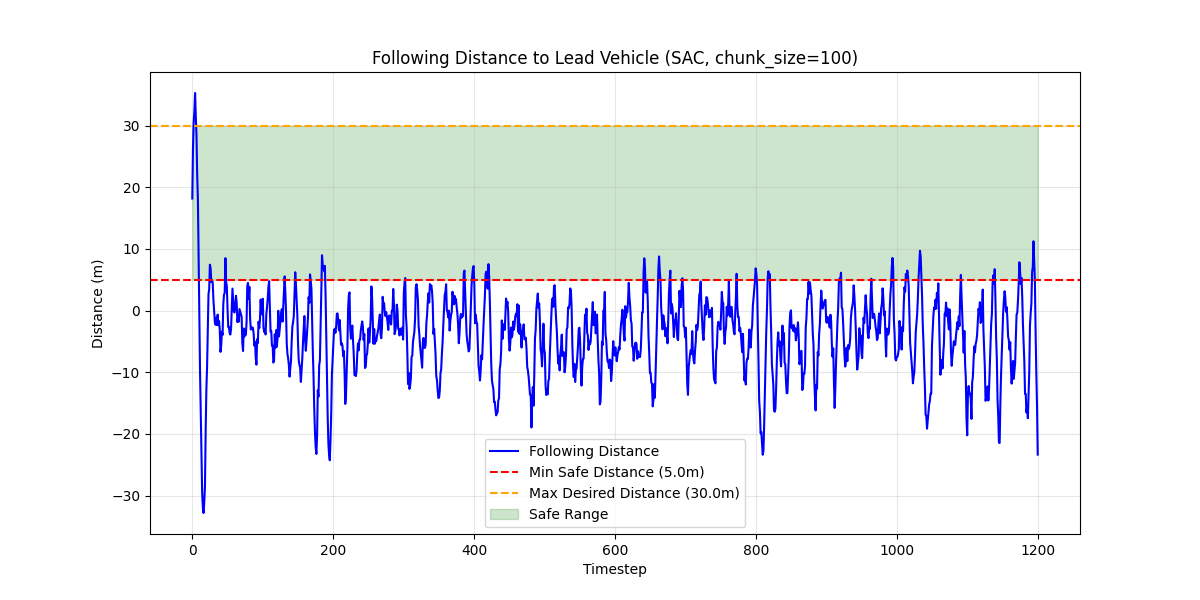 Following Distance to Lead Vehicle (SAC, chunk_size=100)
Distance (m)
30
20
10
0
−10
−20
−30
Following Distance
Min Safe Distance (5.0m)
Max Desired Distance (30.0m)
Safe Range
0 200 400 600 800 1000 1200
Timestep